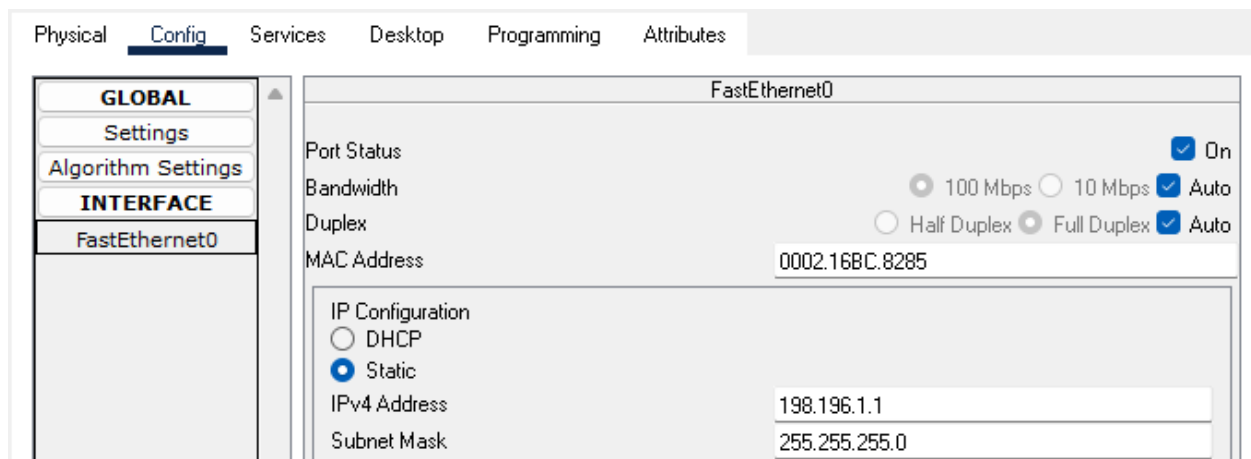 Physical Config Services Desktop Programming Attributes
GLOBAL
Settings
Algorithm Settings
INTERFACE
FastEthernet0
FastEthernet0
Port Status On
Bandwidth 100 Mbps 10 Mbps Auto
Duplex Half Duplex Full Duplex Auto
MAC Address 0002.16BC.8285
IP Configuration
DHCP
Static
IPv4 Address 198.196.1.1
Subnet Mask 255.255.255.0